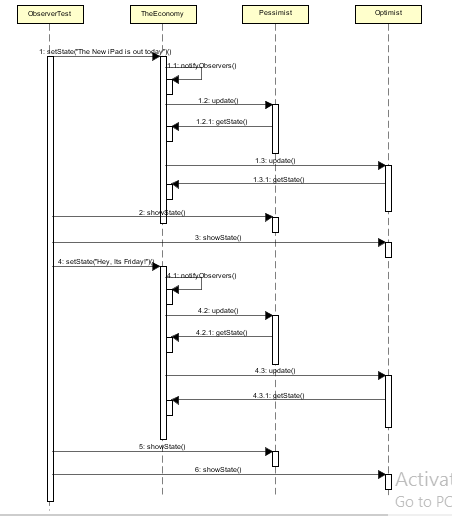 ObserverTest
TheEconomy
Pessimist
Optimist
1: setState("The New iPad is out today")()
1.1: notifyObservers()
1.2: update()
1.2.1: getState()
1.3: update()
1.3.1: getState()
2: showState()
3: showState()
4: setState("Hey, Its Friday!")()
4.1: notifyObservers()
4.2: update()
4.2.1: getState()
4.3: update()
4.3.1: getState()
5: showState()
6: showState()
Activat
Go to PC